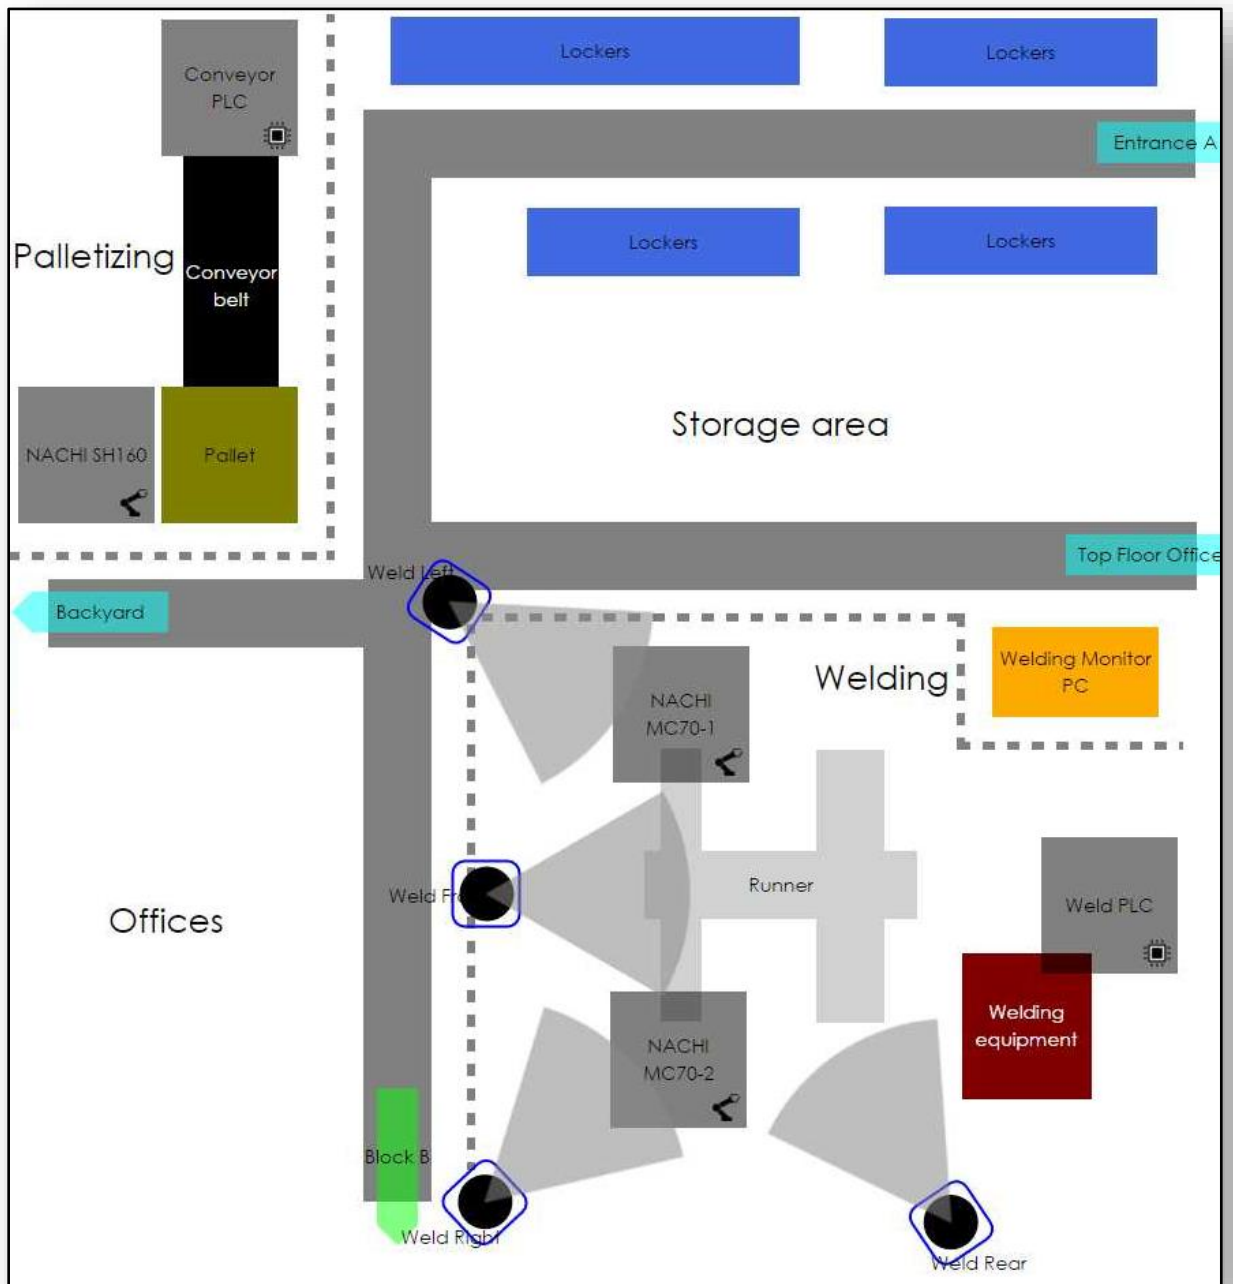 Conveyor
PLC
Lockers
Lockers
Entrance A
Palletizing
Conveyor
belt
Lockers
Lockers
NACHI SH160
Pallet
Storage area
Top Floor Office
Weld Left
Backyard
Welding
Welding Monitor
PC
NACHI
MC70-1
Offices
Weld Fro
Runner
Weld PLC
Welding
equipment
NACHI
MC70-2
Block B
Weld Right
Weld Rear